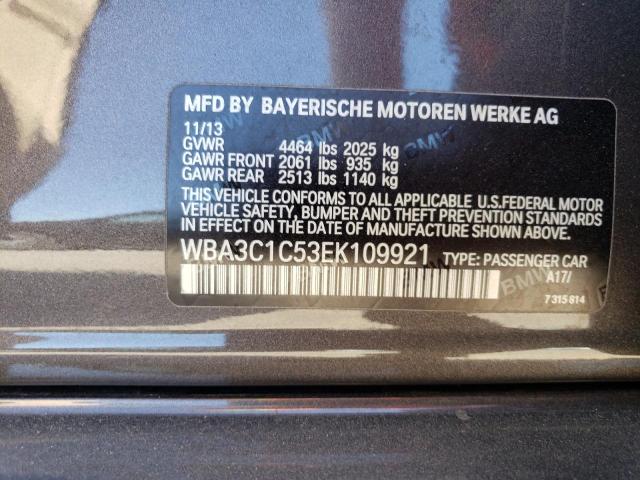 MFD BY BAYERISCHE MOTOREN WERKE AG
11/13
GVWR 4464 lbs 2025 kg
GAWR FRONT 2061 lbs 935 kg
GAWR REAR 2513 lbs 1140 kg
THIS VEHICLE CONFORMS TO ALL APPLICABLE U.S.FEDERAL MOTOR
VEHICLE SAFETY, BUMPER AND THEFT PREVENTION STANDARDS
IN EFFECT ON THE DATE OF MANUFACTURE SHOWN ABOVE.
WBA3C1C53EK109921 TYPE: PASSENGER CAR
A17/
7315814